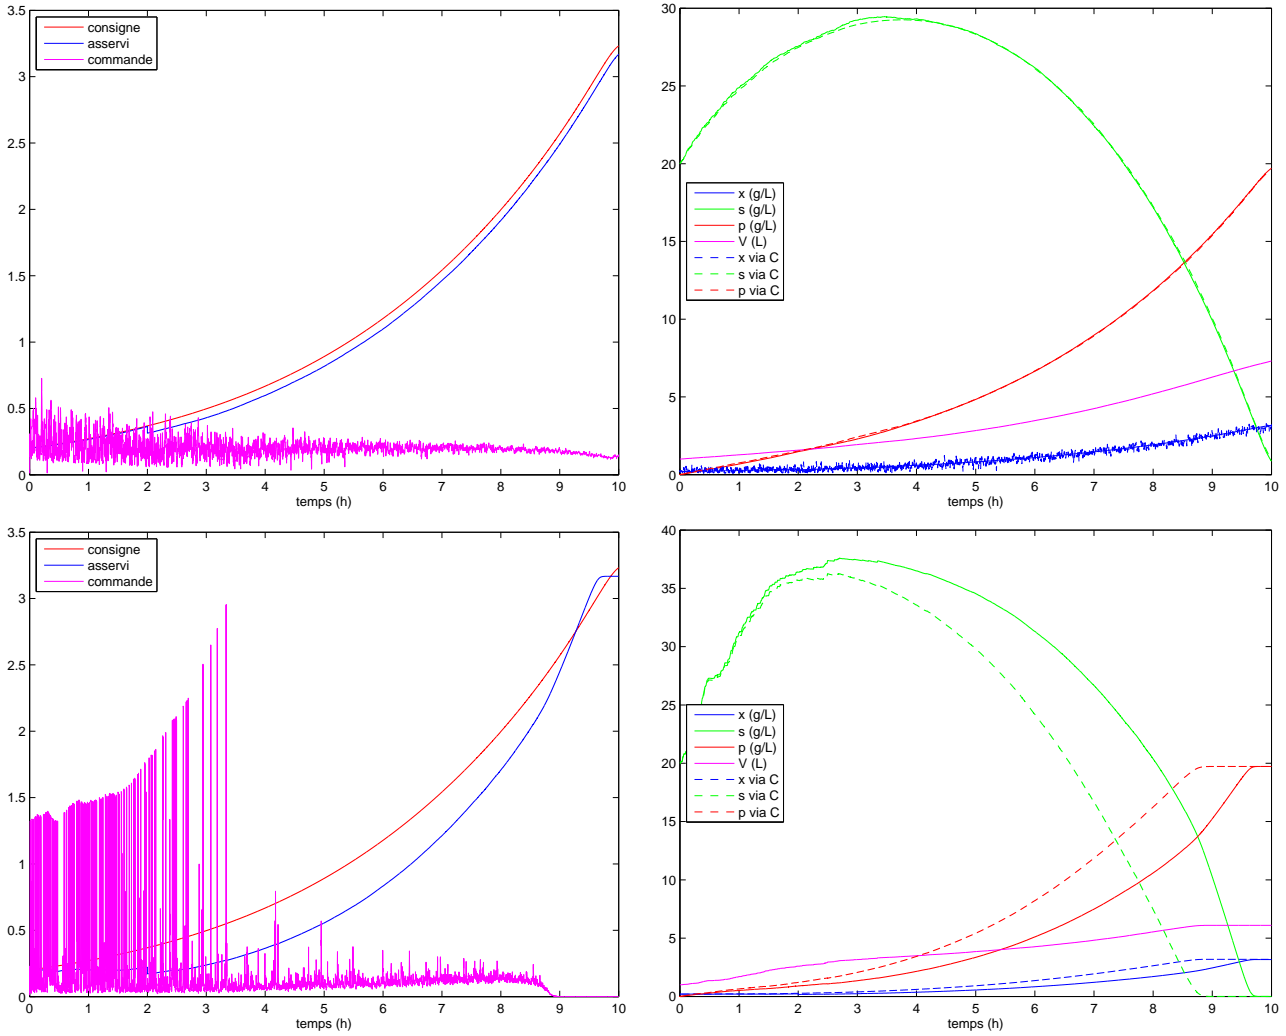 3.5
3
2.5
2
1.5
1
0.5
0
consigne
asservi
commande
0 1 2 3 4 5 6 7 8 9 10
temps (h)
30
25
20
15
10
5
0
x (g/L)
s (g/L)
p (g/L)
V (L)
x via C
s via C
p via C
0 1 2 3 4 5 6 7 8 9 10
temps (h)
3.5
3
2.5
2
1.5
1
0.5
0
consigne
asservi
commande
0 1 2 3 4 5 6 7 8 9 10
temps (h)
40
35
30
25
20
15
10
5
0
x (g/L)
s (g/L)
p (g/L)
V (L)
x via C
s via C
p via C
0 1 2 3 4 5 6 7 8 9 10
temps (h)